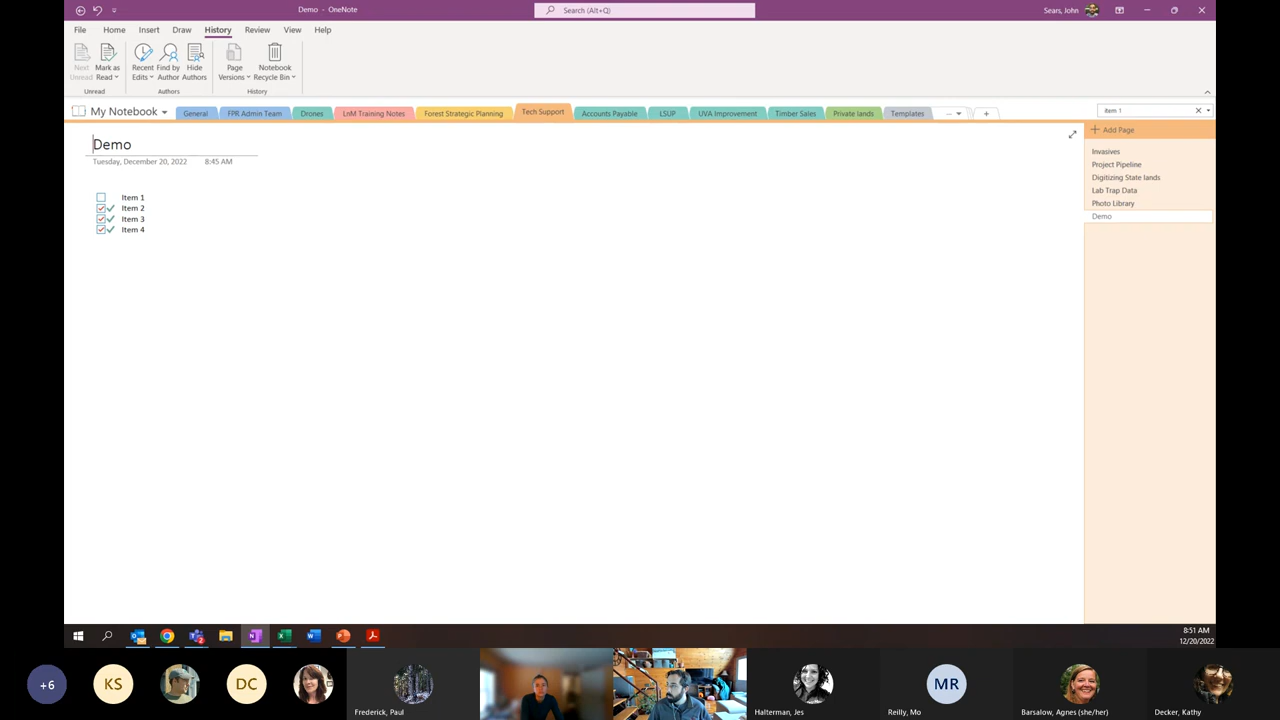 Demo - OneNote
Search (Alt+Q)
Sears, John
File Home Insert Draw History Review View Help
Next Unread
Mark as Read
Recent Edits
Find by Author
Hide Authors
Page Versions
Notebook Recycle Bin
Unread
Authors
History
My Notebook
General
FPR Admin Team
Drones
LnM Training Notes
Forest Strategic Planning
Tech Support
Accounts Payable
LSUP
UVA Improvement
Timber Sales
Private lands
Templates
item 1
Demo
Tuesday, December 20, 2022 8:45 AM
Item 1
Item 2
Item 3
Item 4
Add Page
Invasives
Project Pipeline
Digitizing State lands
Lab Trap Data
Photo Library
Demo
8:51 AM
12/20/2022
+6
KS
DC
MR
Frederick, Paul
Halterman, Jes
Reilly, Mo
Barsalow, Agnes (she/her)
Decker, Kathy